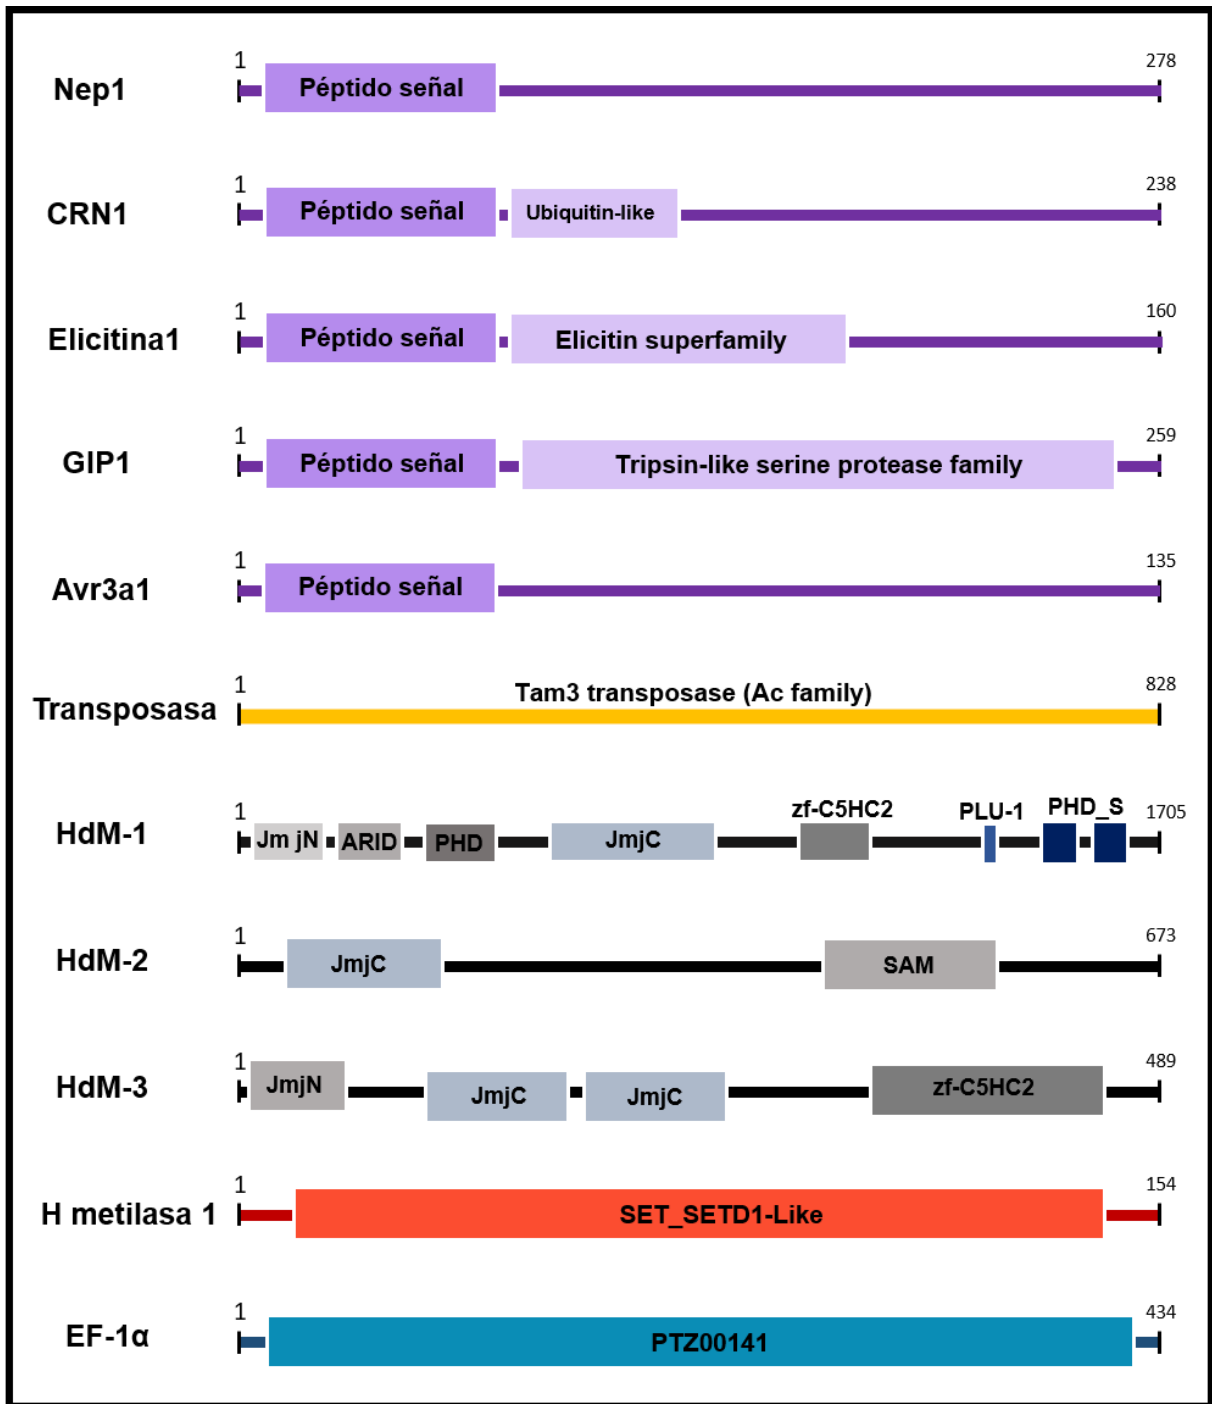 1 278
Nep1 Péptido señal
1 238
CRN1 Péptido señal Ubiquitin-like
1 160
Elicitina1 Péptido señal Elicitin superfamily
1 259
GIP1 Péptido señal Tripsin-like serine protease family
1 135
Avr3a1 Péptido señal
1 Tam3 transposase (Ac family) 828
Transposasa
1 zf-C5HC2 PLU-1 PHD_S 1705
HdM-1 Jm jN ARID PHD JmjC
1 673
HdM-2 JmjC SAM
1 489
HdM-3 JmjN JmjC JmjC zf-C5HC2
1 154
H metilasa 1 SET_SETD1-Like
1 434
EF-1α PTZ00141